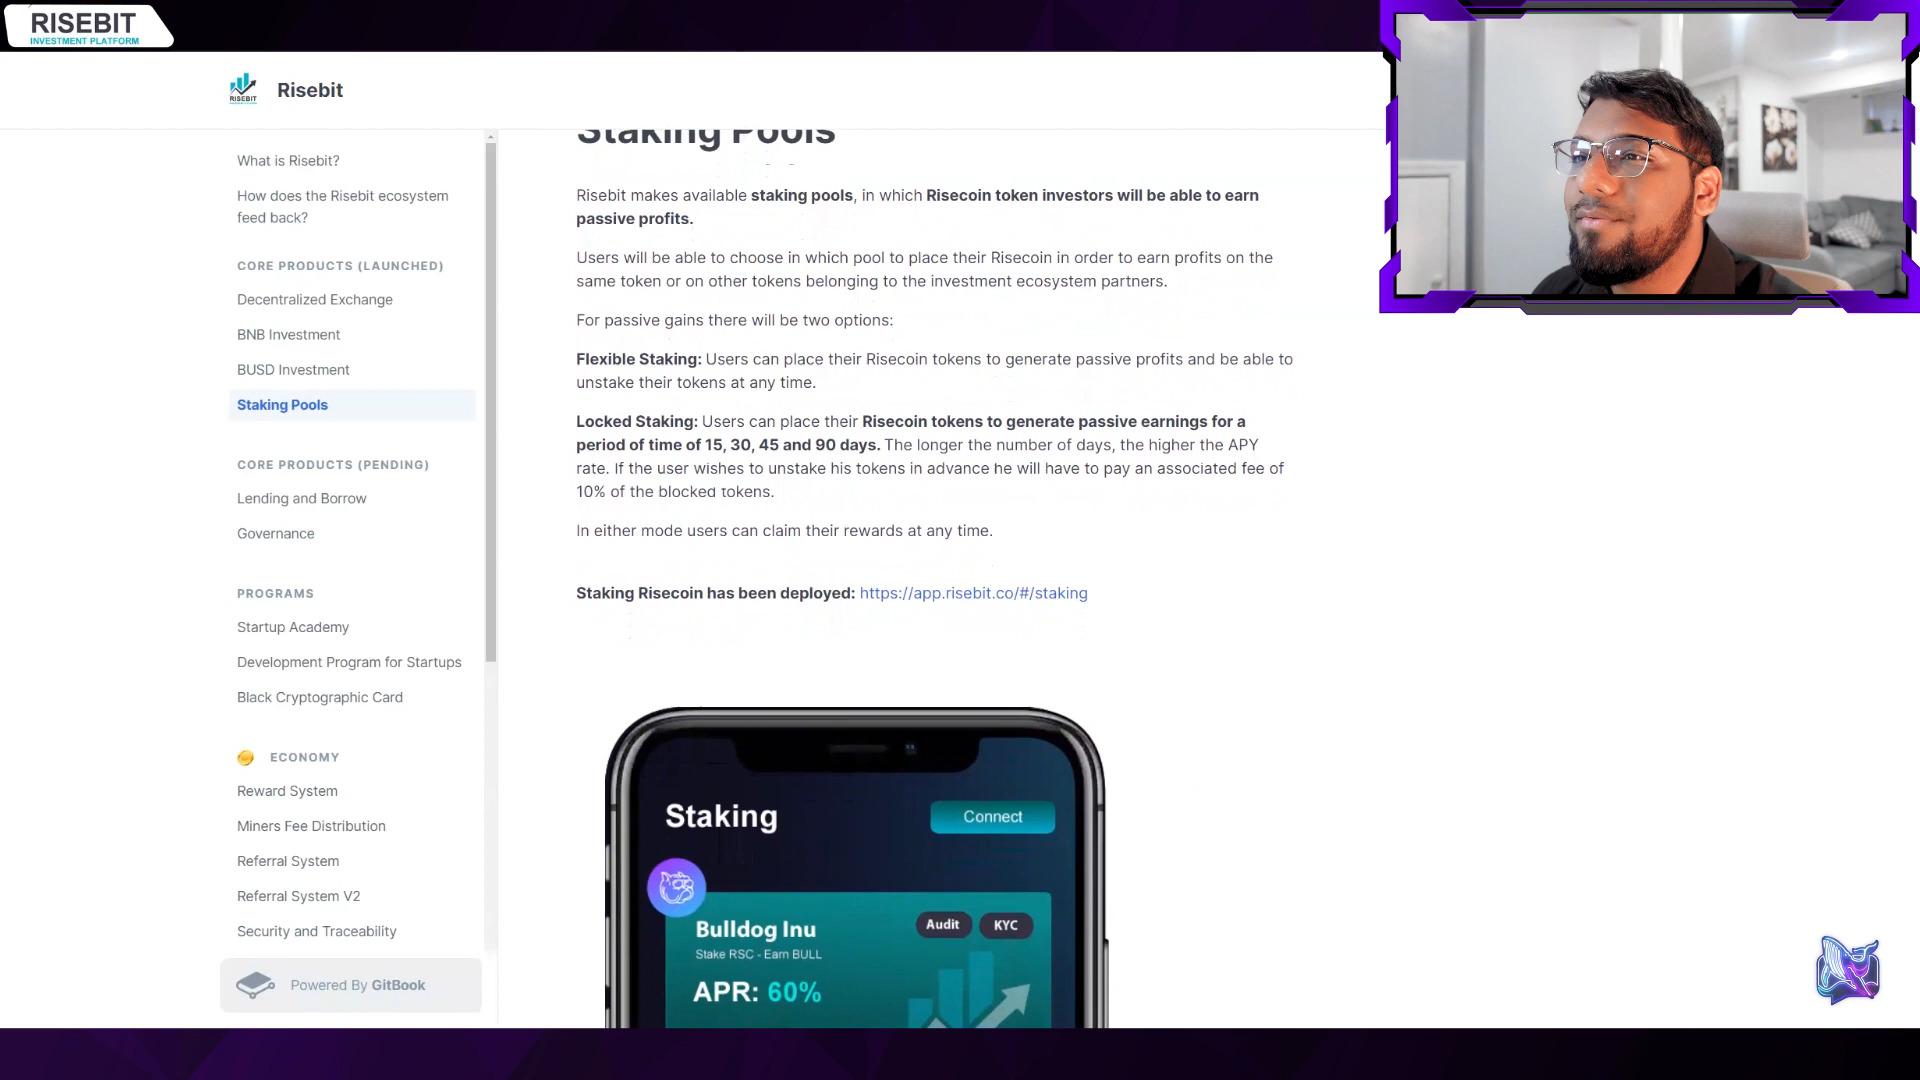 RISEBIT
INVESTMENT PLATFORM
RISEBIT
Risebit
What is Risebit?
How does the Risebit ecosystem
feed back?
CORE PRODUCTS (LAUNCHED)
Decentralized Exchange
BNB Investment
BUSD Investment
Staking Pools
CORE PRODUCTS (PENDING)
Lending and Borrow
Governance
PROGRAMS
Startup Academy
Development Program for Startups
Black Cryptographic Card
ECONOMY
Reward System
Miners Fee Distribution
Referral System
Referral System V2
Security and Traceability
Powered By GitBook
Staking Pools
Risebit makes available staking pools, in which Risecoin token investors will be able to earn
passive profits.
Users will be able to choose in which pool to place their Risecoin in order to earn profits on the
same token or on other tokens belonging to the investment ecosystem partners.
For passive gains there will be two options:
Flexible Staking: Users can place their Risecoin tokens to generate passive profits and be able to
unstake their tokens at any time.
Locked Staking: Users can place their Risecoin tokens to generate passive earnings for a
period of time of 15, 30, 45 and 90 days. The longer the number of days, the higher the APY
rate. If the user wishes to unstake his tokens in advance he will have to pay an associated fee of
10% of the blocked tokens.
In either mode users can claim their rewards at any time.
Staking Risecoin has been deployed: https://app.risebit.co/#/staking
Staking
Connect
Bulldog Inu
Audit
KYC
Stake RSC - Earn BULL
APR: 60%